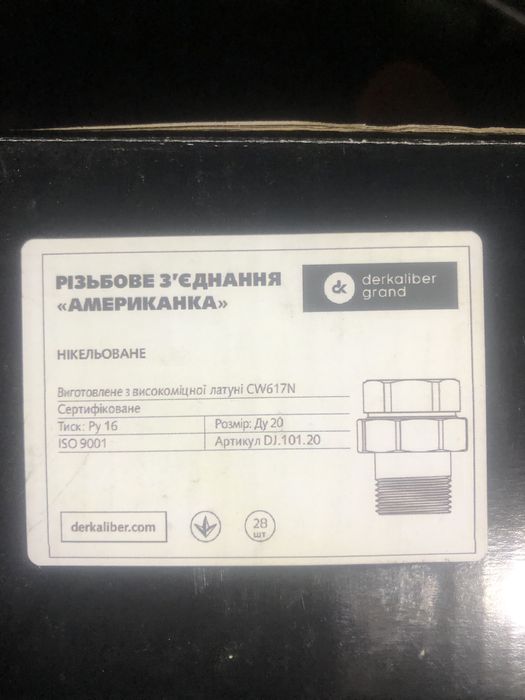 РІЗЬБОВЕ З'ЄДНАННЯ
«АМЕРИКАНКА»
dk derkaliber
grand
НІКЕЛЬОВАНЕ
Виготовлене з високоміцної латуні CW617N
Сертифіковане
Тиск: Ру 16 Розмір: Ду 20
ISO 9001 Артикул DJ.101.20
derkaliber.com
28
шт